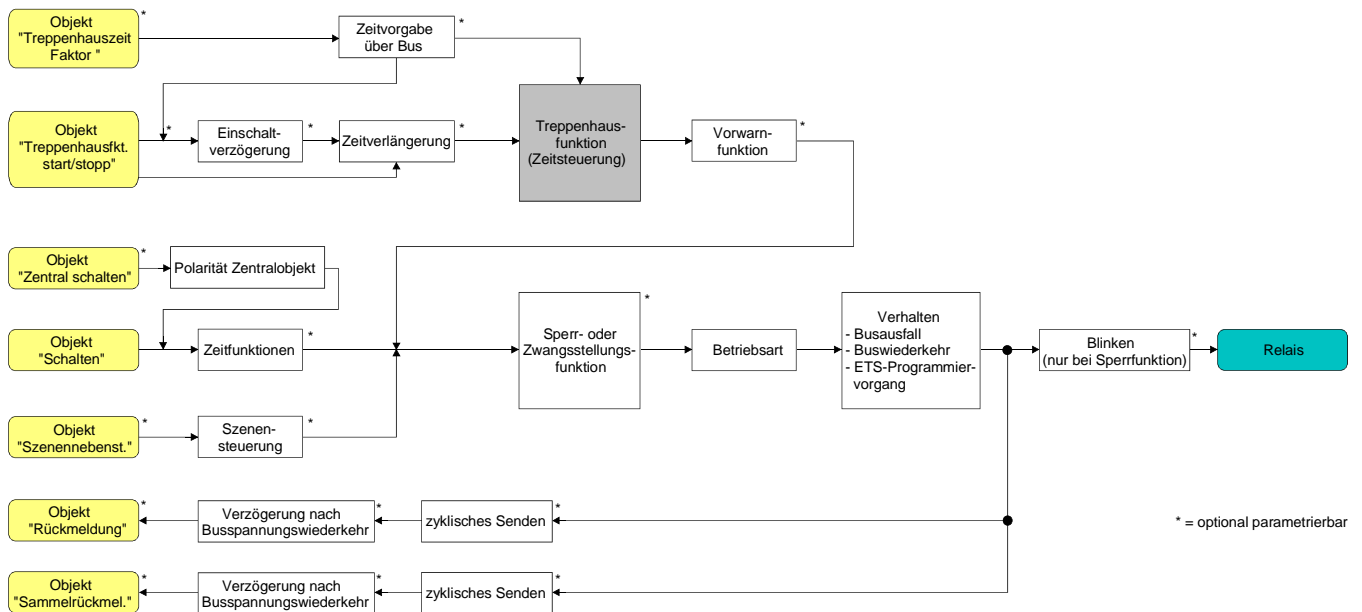 Objekt
"Treppenhauszeit
Faktor "
*
Zeitvorgabe
über Bus
*
Objekt
"Treppenhausfkt.
start/stopp"
*
Einschalt-
verzögerung
*
Zeitverlängerung
*
Treppenhaus-
funktion
(Zeitsteuerung)
Vorwarn-
funktion
*
Objekt
"Zentral schalten"
*
Polarität Zentralobjekt
Objekt
"Schalten"
Zeitfunktionen
*
Sperr- oder
Zwangsstellungs-
funktion
*
Betriebsart
Verhalten
- Busausfall
- Buswiederkehr
- ETS-Programmier-
vorgang
Blinken
(nur bei Sperrfunktion)
*
Relais
Objekt
"Szenennebenst."
*
Szenen-
steuerung
*
Objekt
"Rückmeldung"
*
Verzögerung nach
Busspannungswiederkehr
*
zyklisches Senden
*
* = optional parametrierbar
Objekt
"Sammelrückmel."
*
Verzögerung nach
Busspannungswiederkehr
*
zyklisches Senden
*